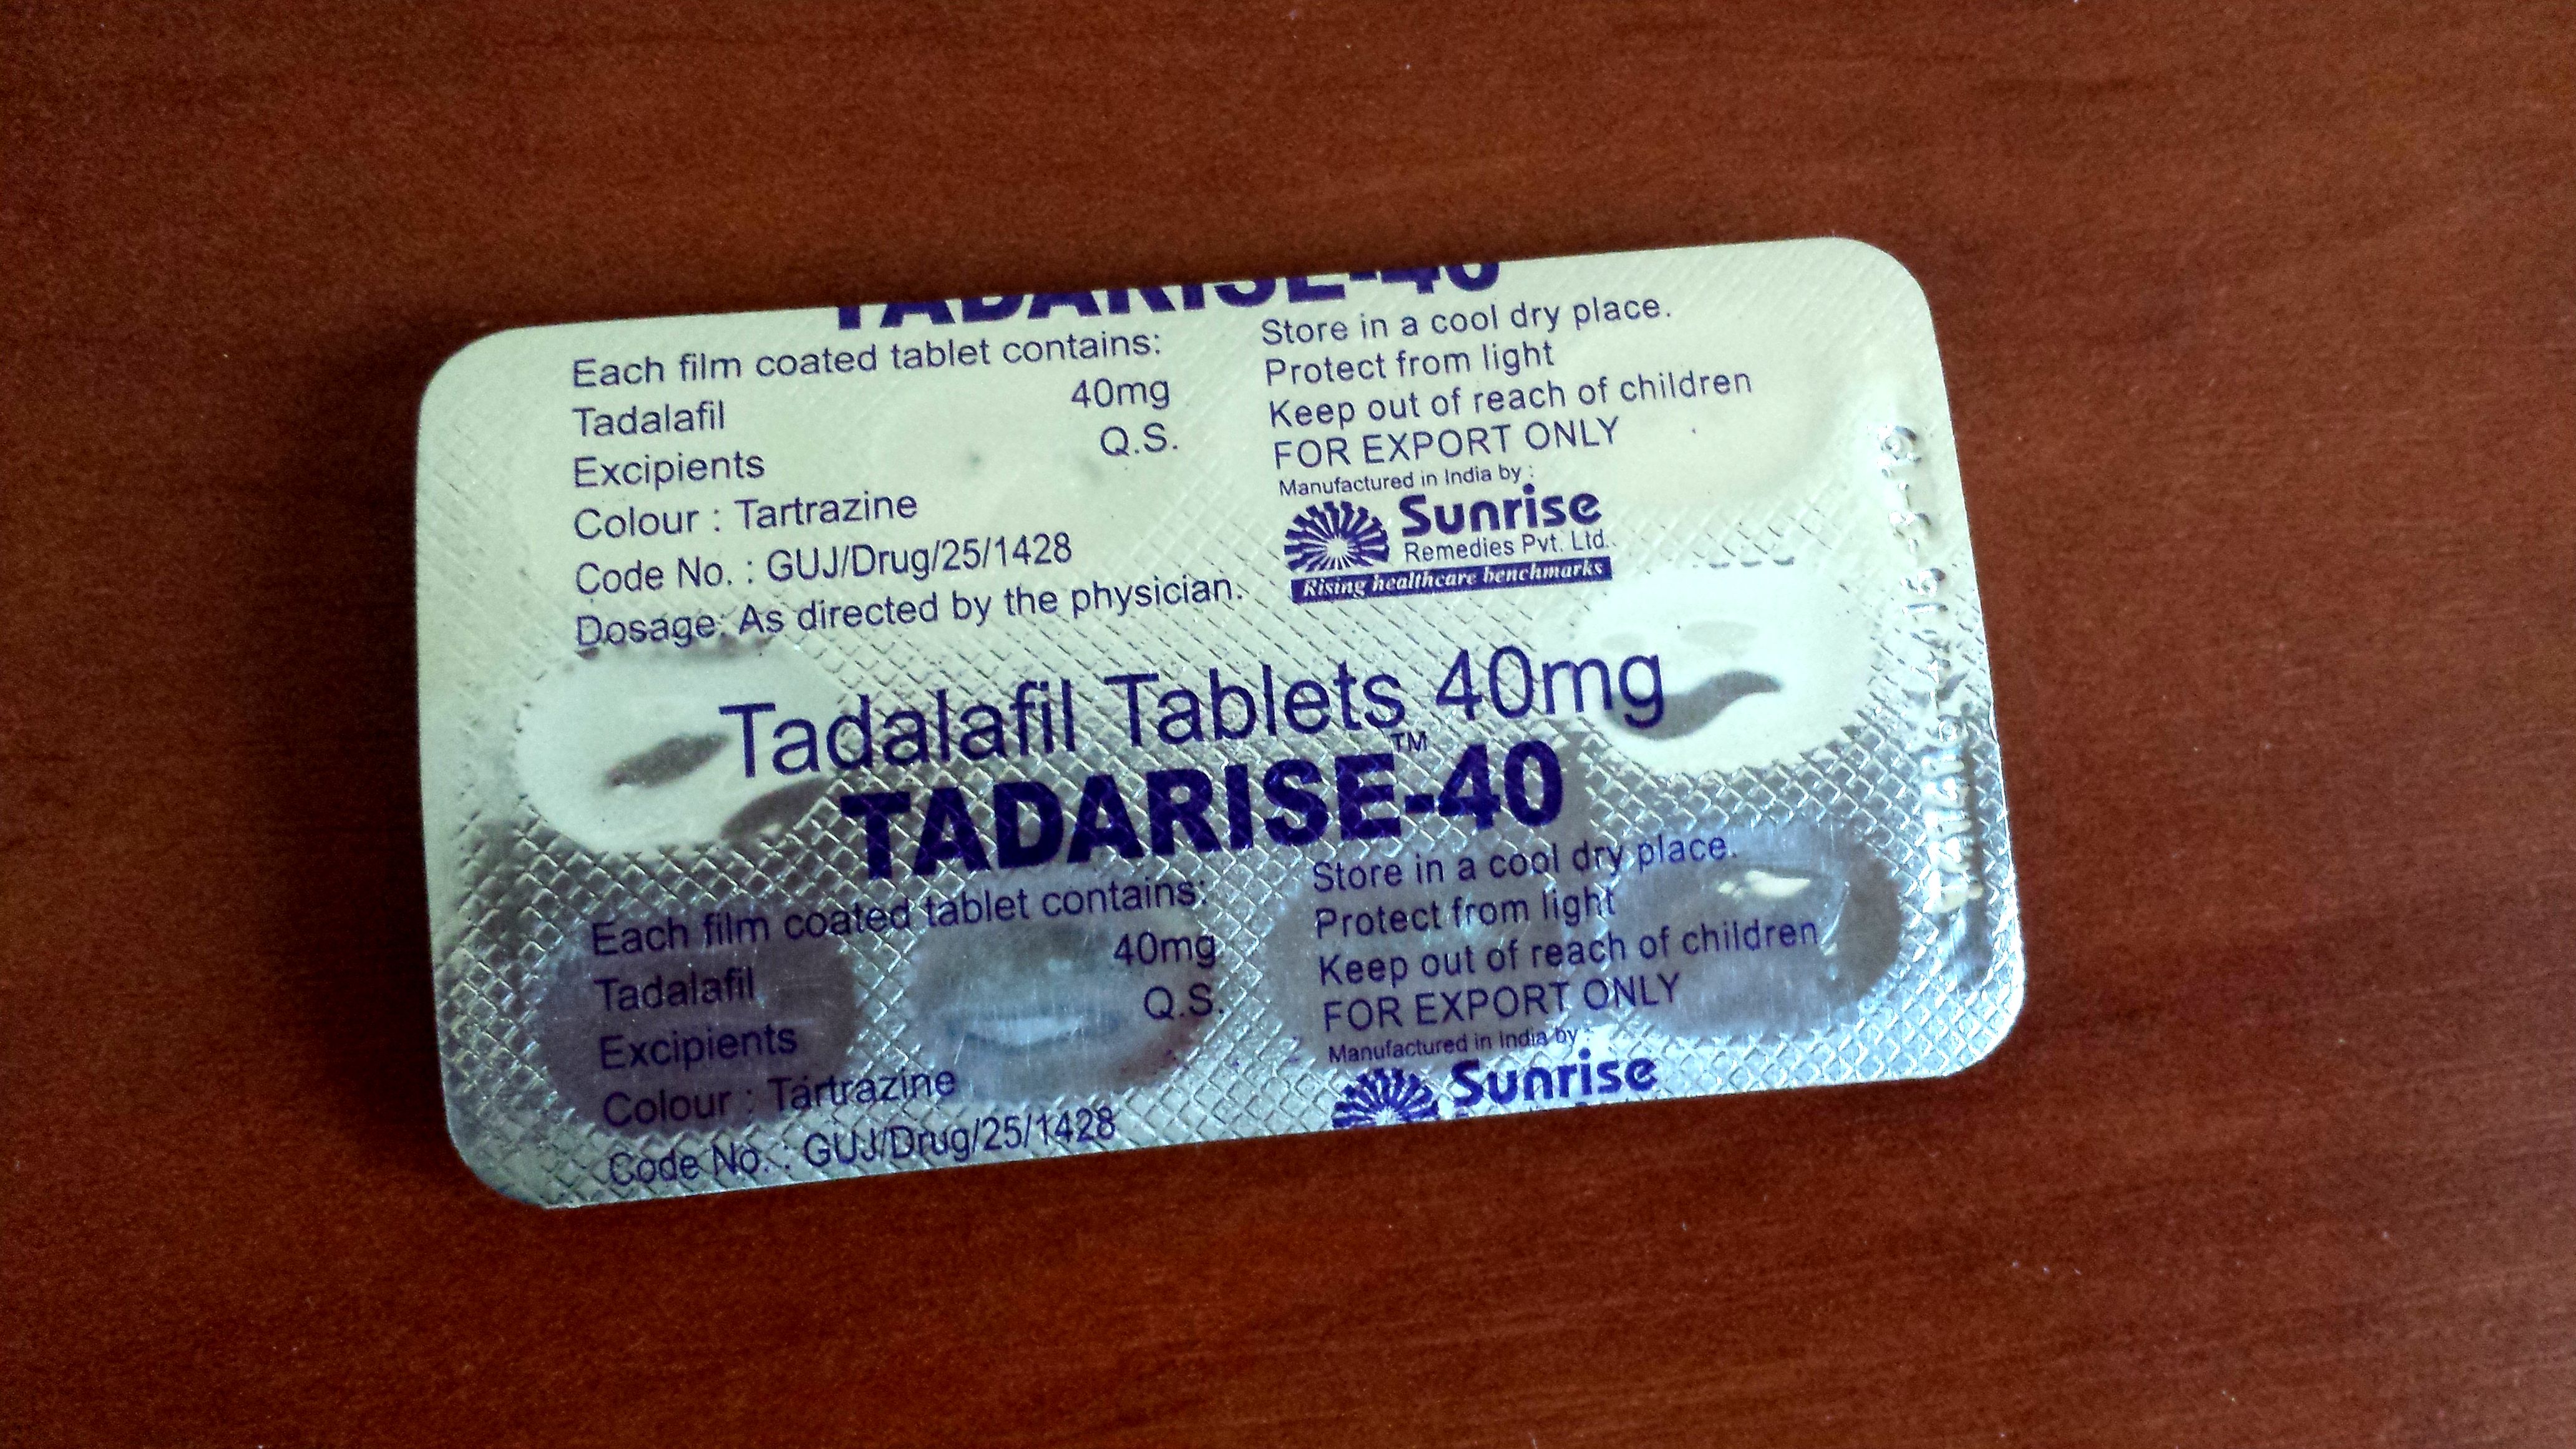 TADARISE-40
Each film coated tablet contains:
Tadalafil 40mg
Excipients Q.S.
Colour : Tartrazine
Code No. : GUJ/Drug/25/1428
Dosage: As directed by the physician.
Store in a cool dry place.
Protect from light
Keep out of reach of children
FOR EXPORT ONLY
Manufactured in India by :
Sunrise
Remedies Pvt. Ltd.
Rising healthcare benchmarks
Tadalafil Tablets 40mg
TADARISE-40™
Each film coated tablet contains:
Tadalafil 40mg
Excipients Q.S.
Colour : Tartrazine
Code No. : GUJ/Drug/25/1428
Store in a cool dry place.
Protect from light
Keep out of reach of children
FOR EXPORT ONLY
Manufactured in India by :
Sunrise